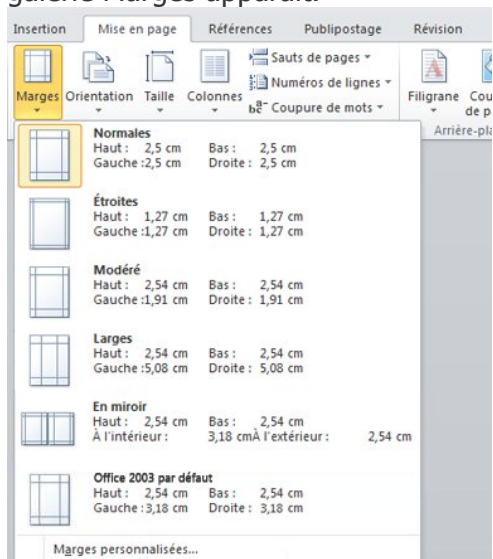 galerie Marges apparaît.
Insertion Mise en page Références Publipostage Révision
Marges Orientation Taille Colonnes
Sauts de pages
Numéros de lignes
Coupure de mots
Filigrane Cou
de p
Arrière-pla
Normales
Haut : 2,5 cm Bas : 2,5 cm
Gauche :2,5 cm Droite : 2,5 cm
Étroites
Haut : 1,27 cm Bas : 1,27 cm
Gauche :1,27 cm Droite : 1,27 cm
Modéré
Haut : 2,54 cm Bas : 2,54 cm
Gauche :1,91 cm Droite : 1,91 cm
Larges
Haut : 2,54 cm Bas : 2,54 cm
Gauche :5,08 cm Droite : 5,08 cm
En miroir
Haut : 2,54 cm Bas : 2,54 cm
À l'intérieur : 3,18 cmÀ l'extérieur : 2,54 cm
Office 2003 par défaut
Haut : 2,54 cm Bas : 2,54 cm
Gauche :3,18 cm Droite : 3,18 cm
Marges personnalisées...